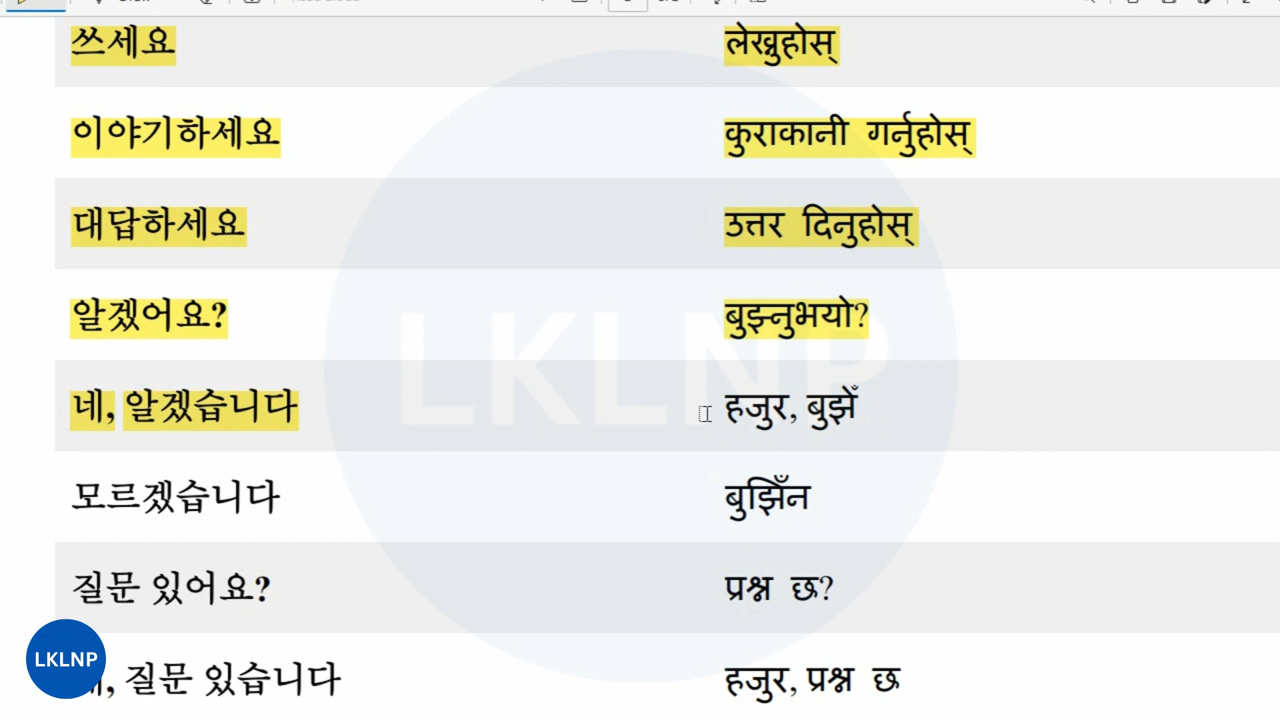 쓰세요 लेख्नुहोस्
이야기하세요 कुराकानी गर्नुहोस्
대답하세요 उत्तर दिनुहोस्
알겠어요? बुझ्नुभयो?
네, 알겠습니다 हजुर, बुझेँ
모르겠습니다 बुझिँन
질문 있어요? प्रश्न छ?
, 질문 있습니다 हजुर, प्रश्न छ
LKLNP
LKLNP